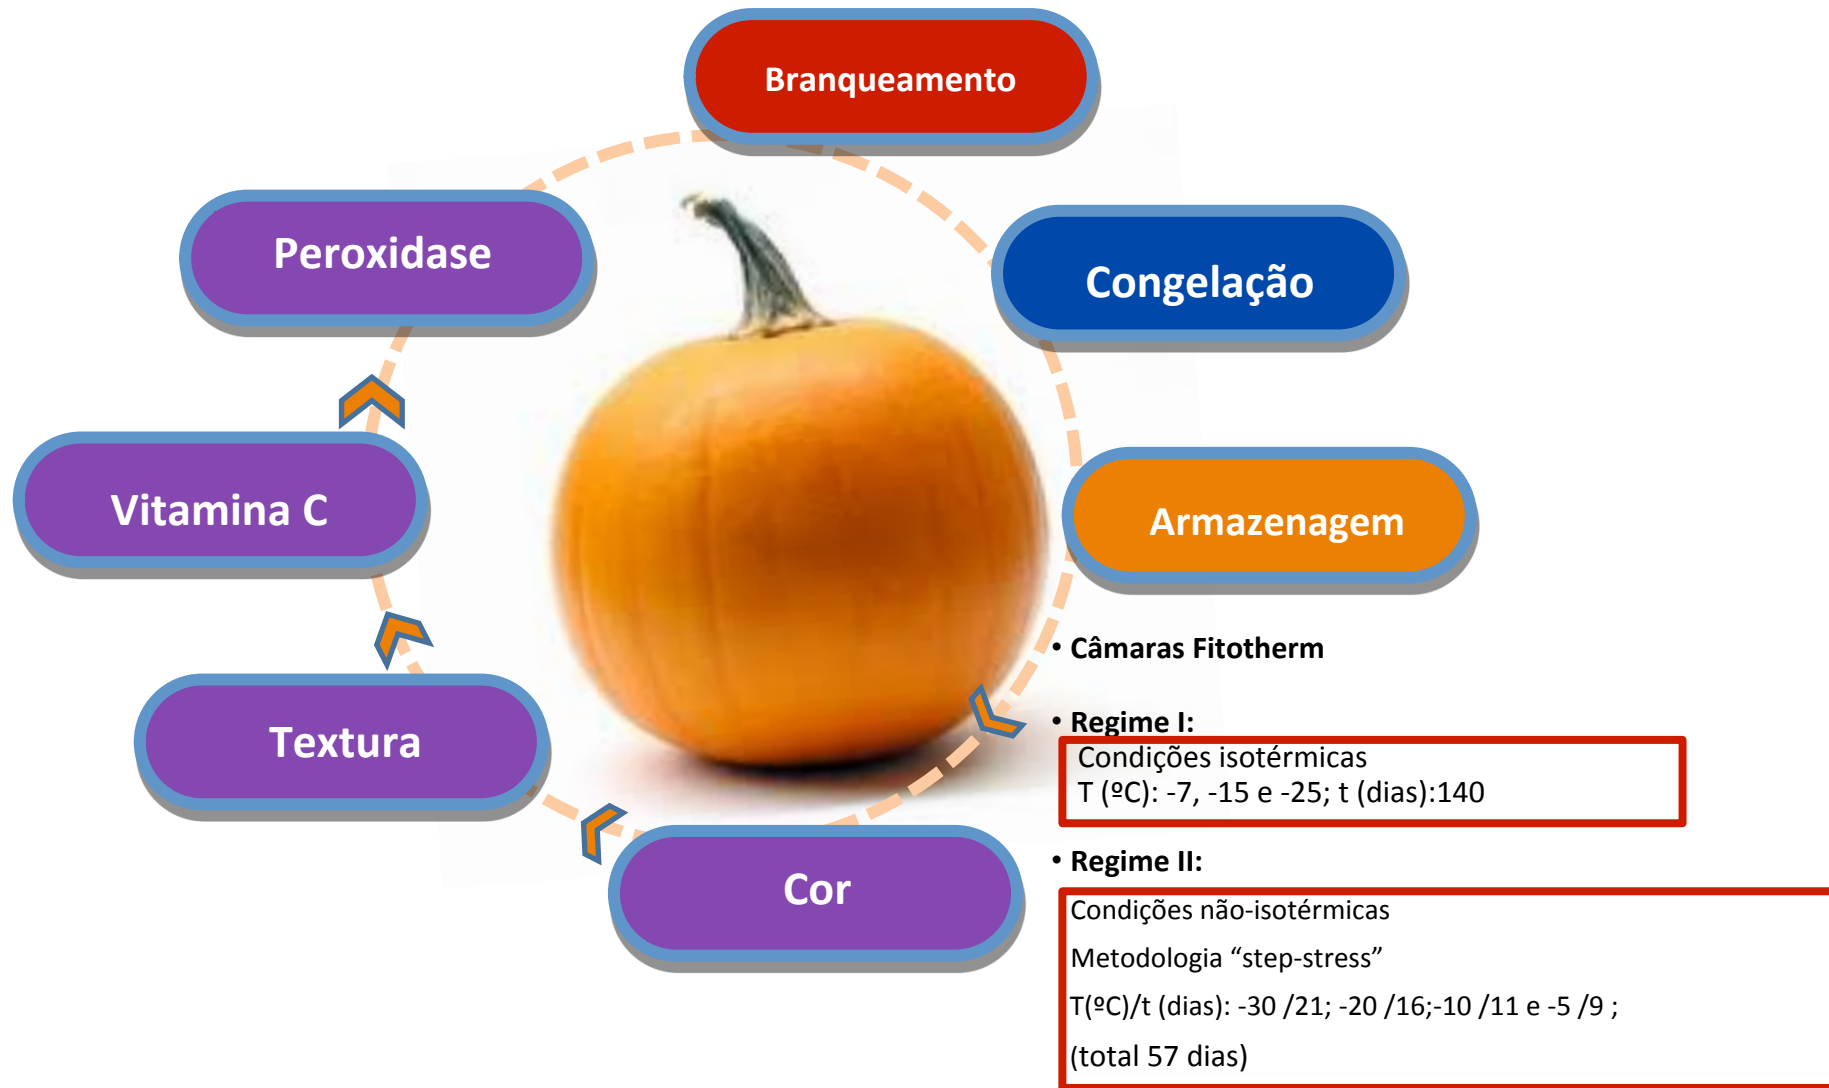 Branqueamento
Peroxidase
Congelação
Vitamina C
Armazenagem
Textura
Cor
• Câmaras Fitotherm
• Regime I:
Condições isotérmicas
T (ºC): -7, -15 e -25; t (dias):140
• Regime II:
Condições não-isotérmicas
Metodologia “step-stress”
T(ºC)/t (dias): -30 /21; -20 /16;-10 /11 e -5 /9 ;
(total 57 dias)